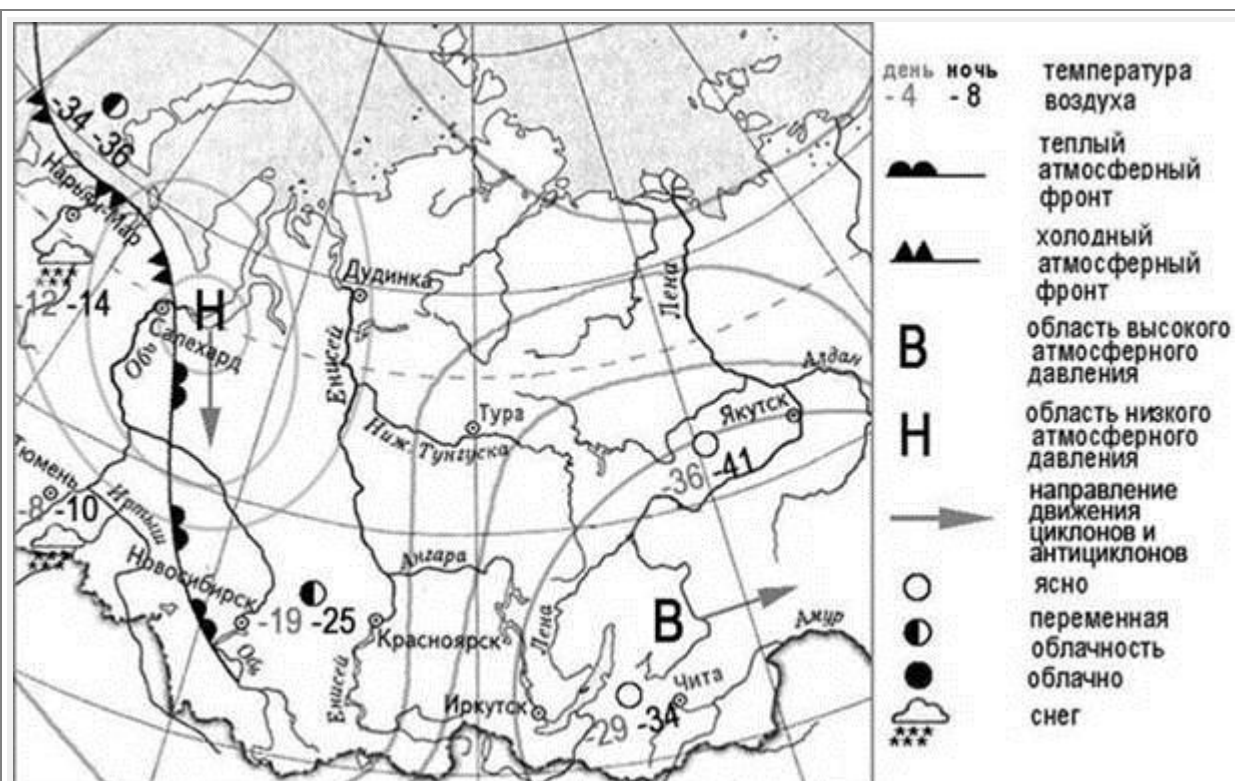 -34 -36
Нарьян-Мар
-12 -14
Н
Салехард
Обь
Дудинка
Енисей
Лена
Алдан
Якутск
-36 -41
Тура
Ниж. Тунгуска
Тюмень
-8 -10
Иртыш
Новосибирск
-19 -25
Обь
Ангара
Красноярск
Енисей
Лена
В
Амур
Иркутск
Чита
-29 -34
день ночь
-4 -8
температура
воздуха
теплый
атмосферный
фронт
холодный
атмосферный
фронт
В
область высокого
атмосферного
давления
Н
область низкого
атмосферного
давления
направление
движения
циклонов и
антициклонов
ясно
переменная
облачность
облачно
снег